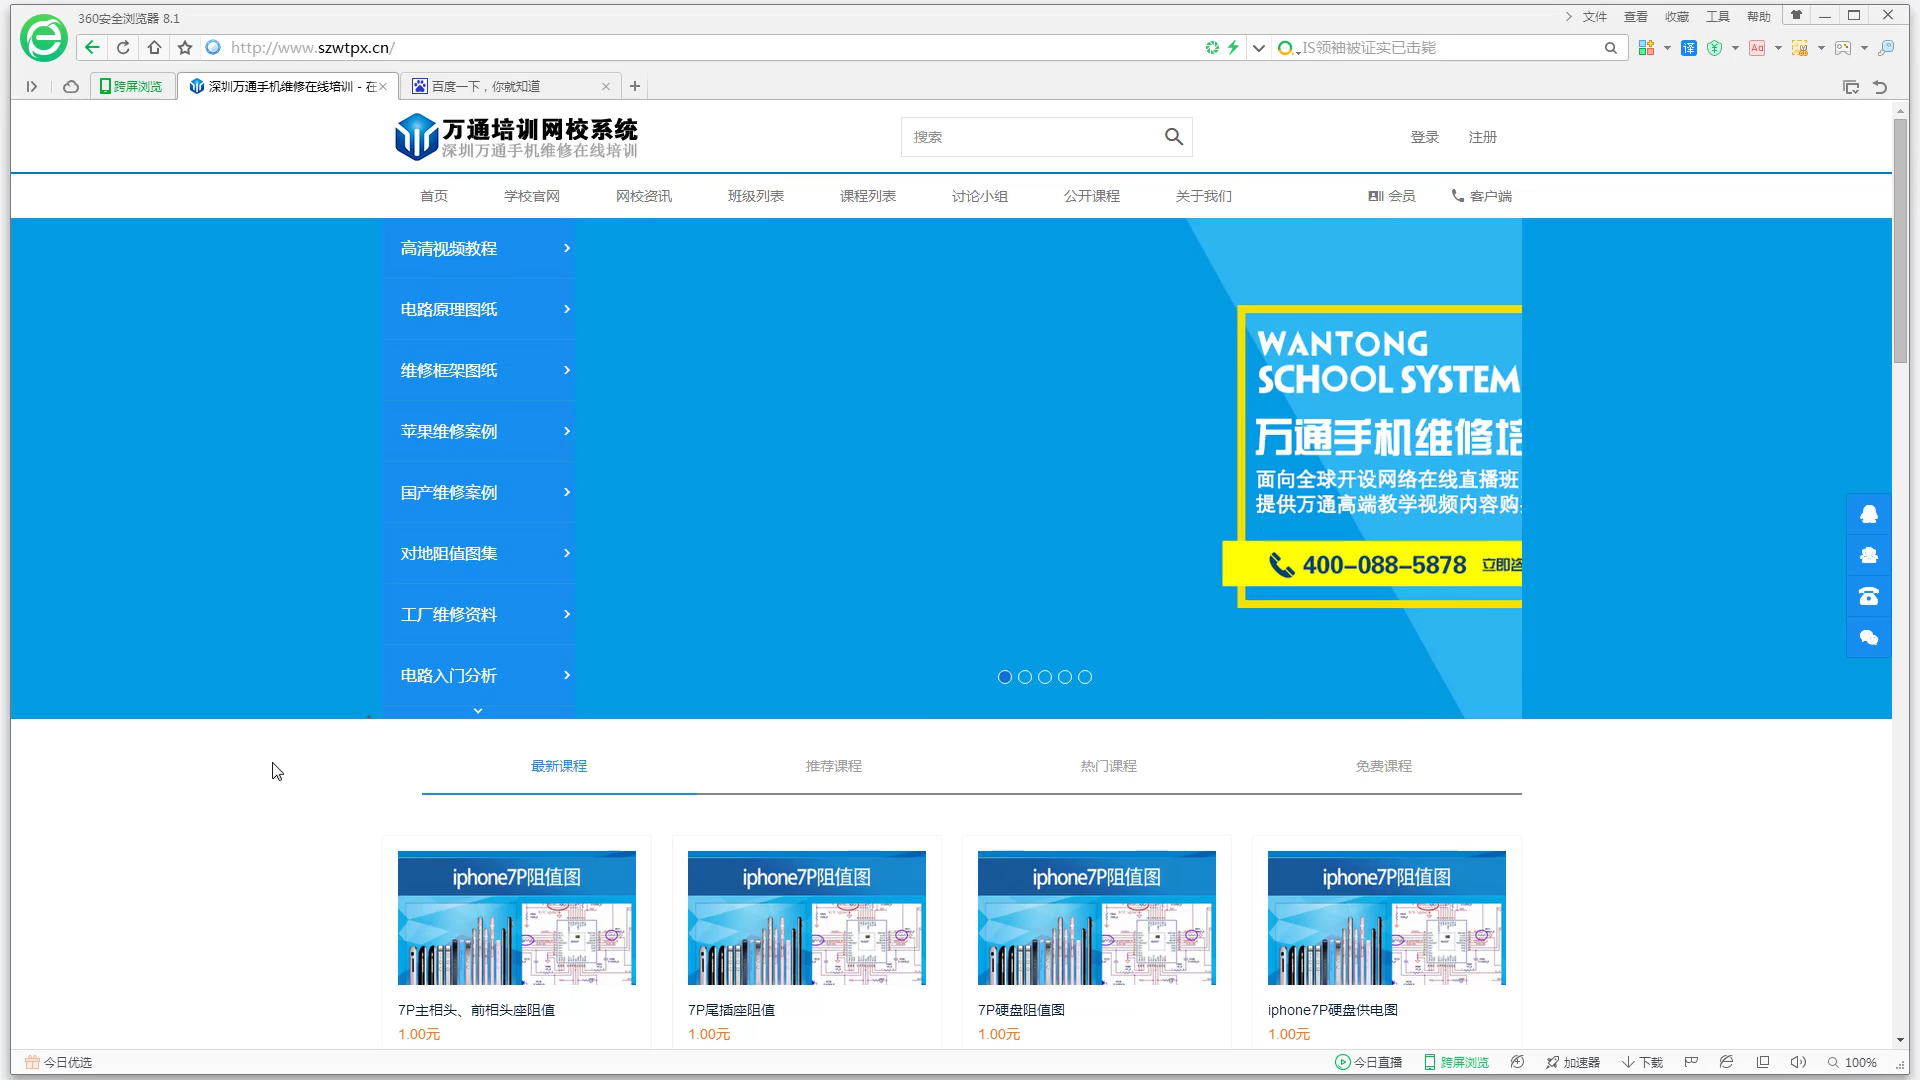 360安全浏览器 8.1
文件 查看 收藏 工具 帮助
http://www.szwtpx.cn/
IS领袖被证实已击毙
译
Aa
跨屏浏览
深圳万通手机维修在线培训 - 在
百度一下，你就知道
万通培训网校系统
深圳万通手机维修在线培训
搜索
登录 注册
首页 学校官网 网校资讯 班级列表 课程列表 讨论小组 公开课程 关于我们 会员 客户端
高清视频教程
电路原理图纸
维修框架图纸
苹果维修案例
国产维修案例
对地阻值图集
工厂维修资料
电路入门分析
WANTONG
SCHOOL SYSTEM
万通手机维修培
面向全球开设网络在线直播班
提供万通高端教学视频内容购
400-088-5878 立即咨
最新课程 推荐课程 热门课程 免费课程
iphone7P阻值图 iphone7P阻值图 iphone7P阻值图 iphone7P阻值图
7P主相头、前相头座阻值 7P尾插座阻值 7P硬盘阻值图 iphone7P硬盘供电图
1.00元 1.00元 1.00元 1.00元
今日优选
今日直播 跨屏浏览 加速器 下载 100%